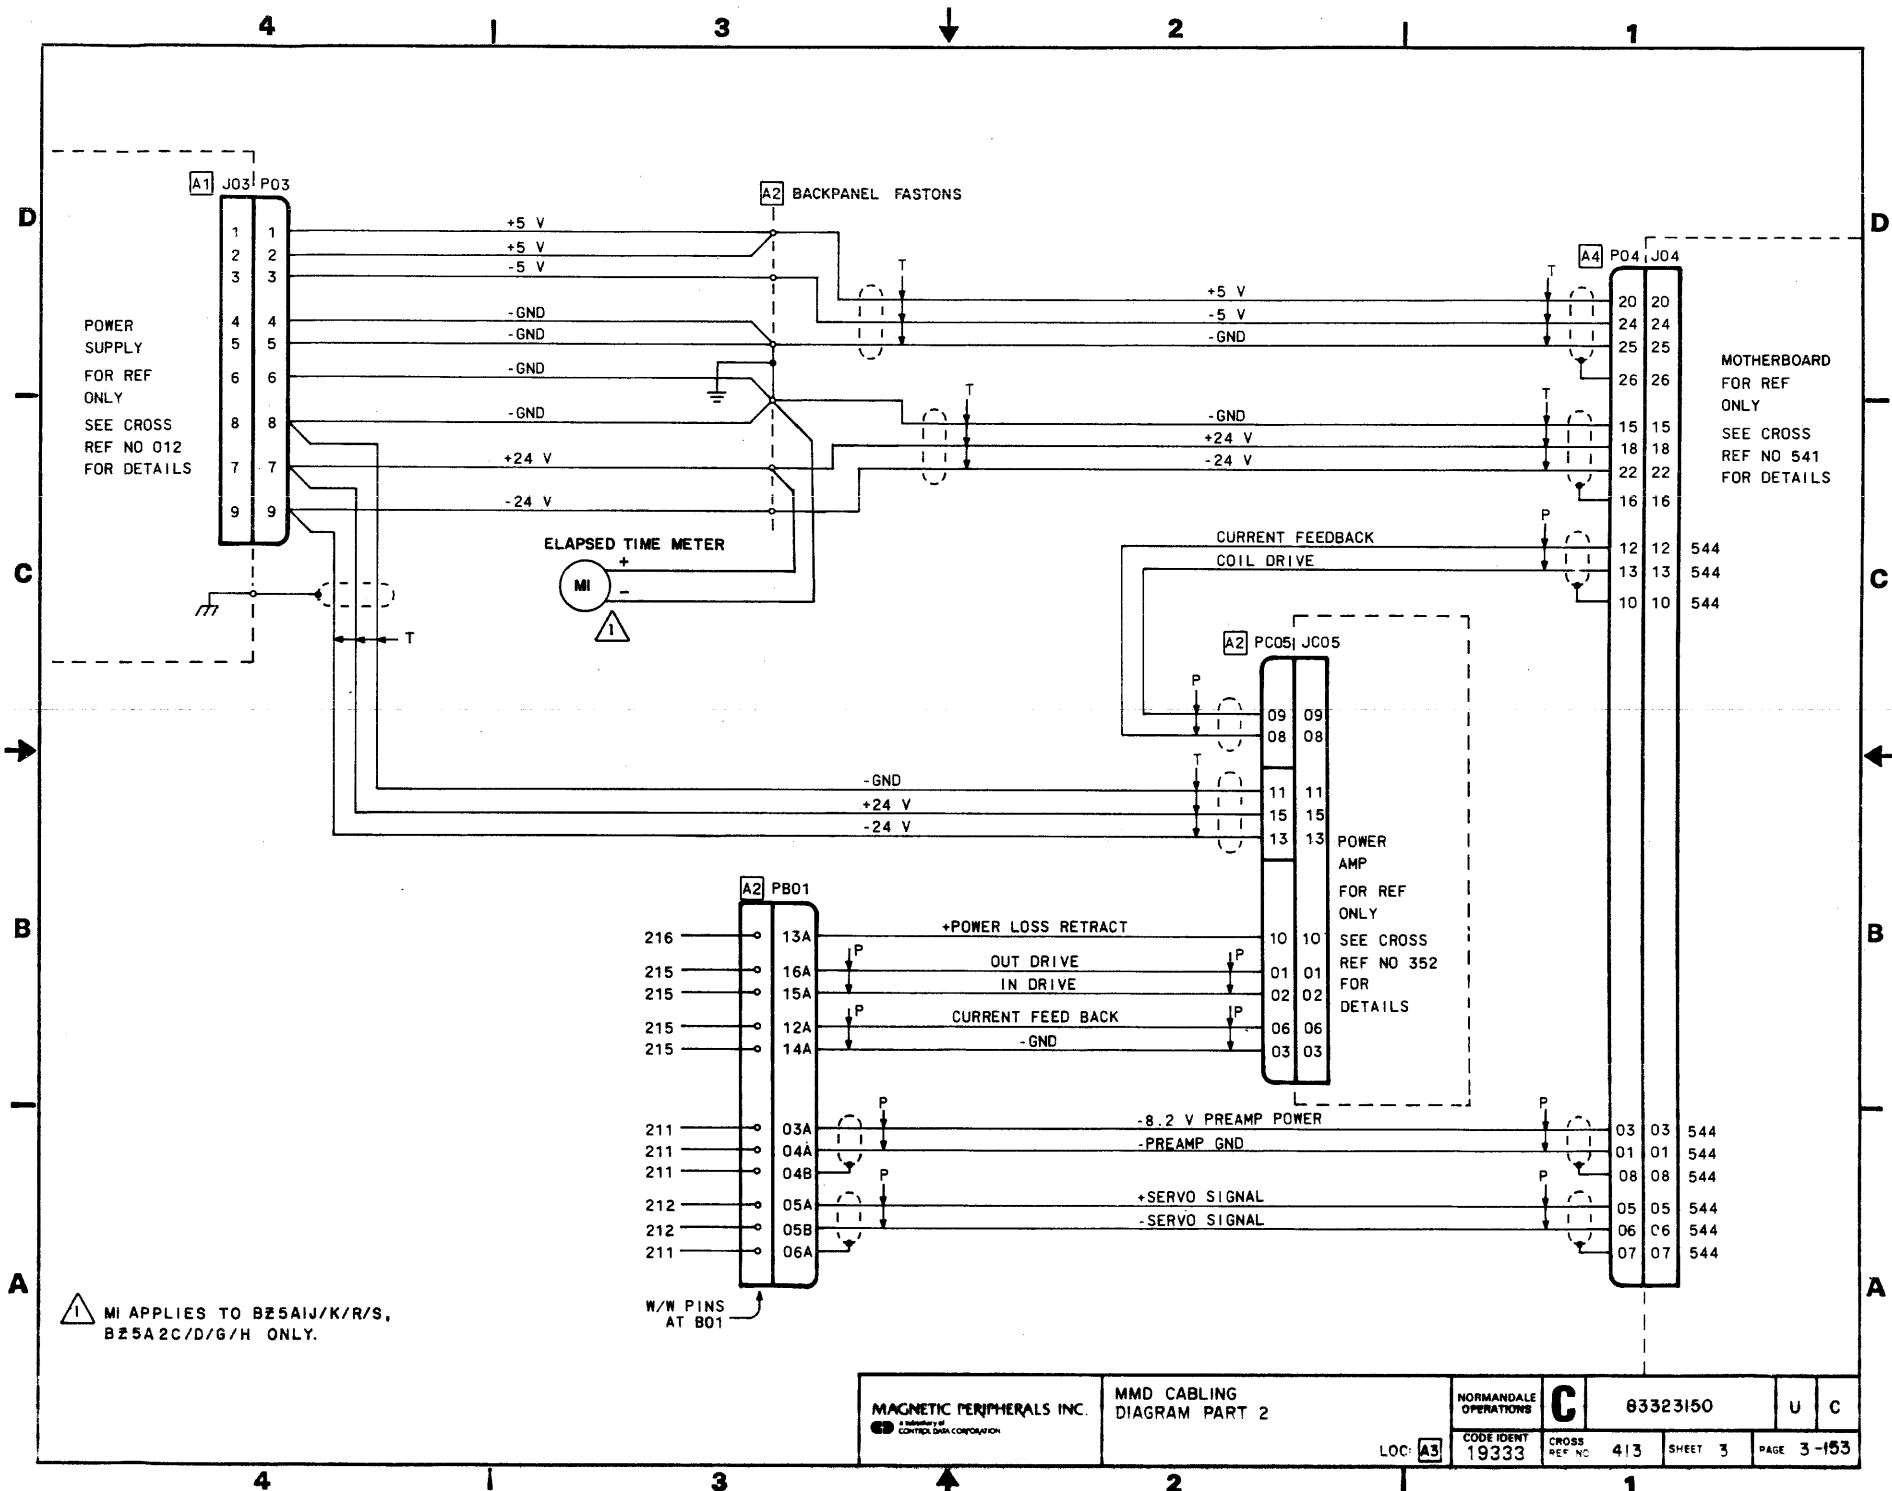 4 3 2 1
D
D
A1 J03 P03
A2 BACKPANEL FASTONS
A4 P04 J04
1 1 +5 V
2 2 +5 V
3 3 -5 V
4 4 -GND
5 5 -GND
6 6 -GND
8 8 -GND
7 7 +24 V
9 9 -24 V
POWER
SUPPLY
FOR REF
ONLY
SEE CROSS
REF NO 012
FOR DETAILS
T T
+5 V 20 20
-5 V 24 24
-GND 25 25
26 26
T T
-GND 15 15
+24 V 18 18
-24 V 22 22
16 16
MOTHERBOARD
FOR REF
ONLY
SEE CROSS
REF NO 541
FOR DETAILS
P
CURRENT FEEDBACK 12 12 544
COIL DRIVE 13 13 544
10 10 544
ELAPSED TIME METER
+
MI
-
1
C
C
T
A2 PC05 JC05
P
09 09
08 08
T
-GND 11 11
+24 V 15 15
-24 V 13 13
POWER
AMP
FOR REF
ONLY
SEE CROSS
REF NO 352
FOR
DETAILS
B
B
A2 PB01
216 13A +POWER LOSS RETRACT 10 10
P P
215 16A OUT DRIVE 01 01
215 15A IN DRIVE 02 02
P P
215 12A CURRENT FEED BACK 06 06
215 14A -GND 03 03
P P
211 03A -8.2 V PREAMP POWER 03 03 544
211 04A -PREAMP GND 01 01 544
211 04B 08 08 544
P P
212 05A +SERVO SIGNAL 05 05 544
212 05B -SERVO SIGNAL 06 06 544
211 06A 07 07 544
A
A
W/W PINS
AT B01
1 MI APPLIES TO BZ5A1J/K/R/S,
BZ5A2C/D/G/H ONLY.
MAGNETIC PERIPHERALS INC.
a subsidiary of
CONTROL DATA CORPORATION
MMD CABLING
DIAGRAM PART 2
LOC: A3
NORMANDALE
OPERATIONS
C 83323150 U C
CODE IDENT
19333
CROSS
REF NO 413 SHEET 3 PAGE 3-153
4 3 2 1